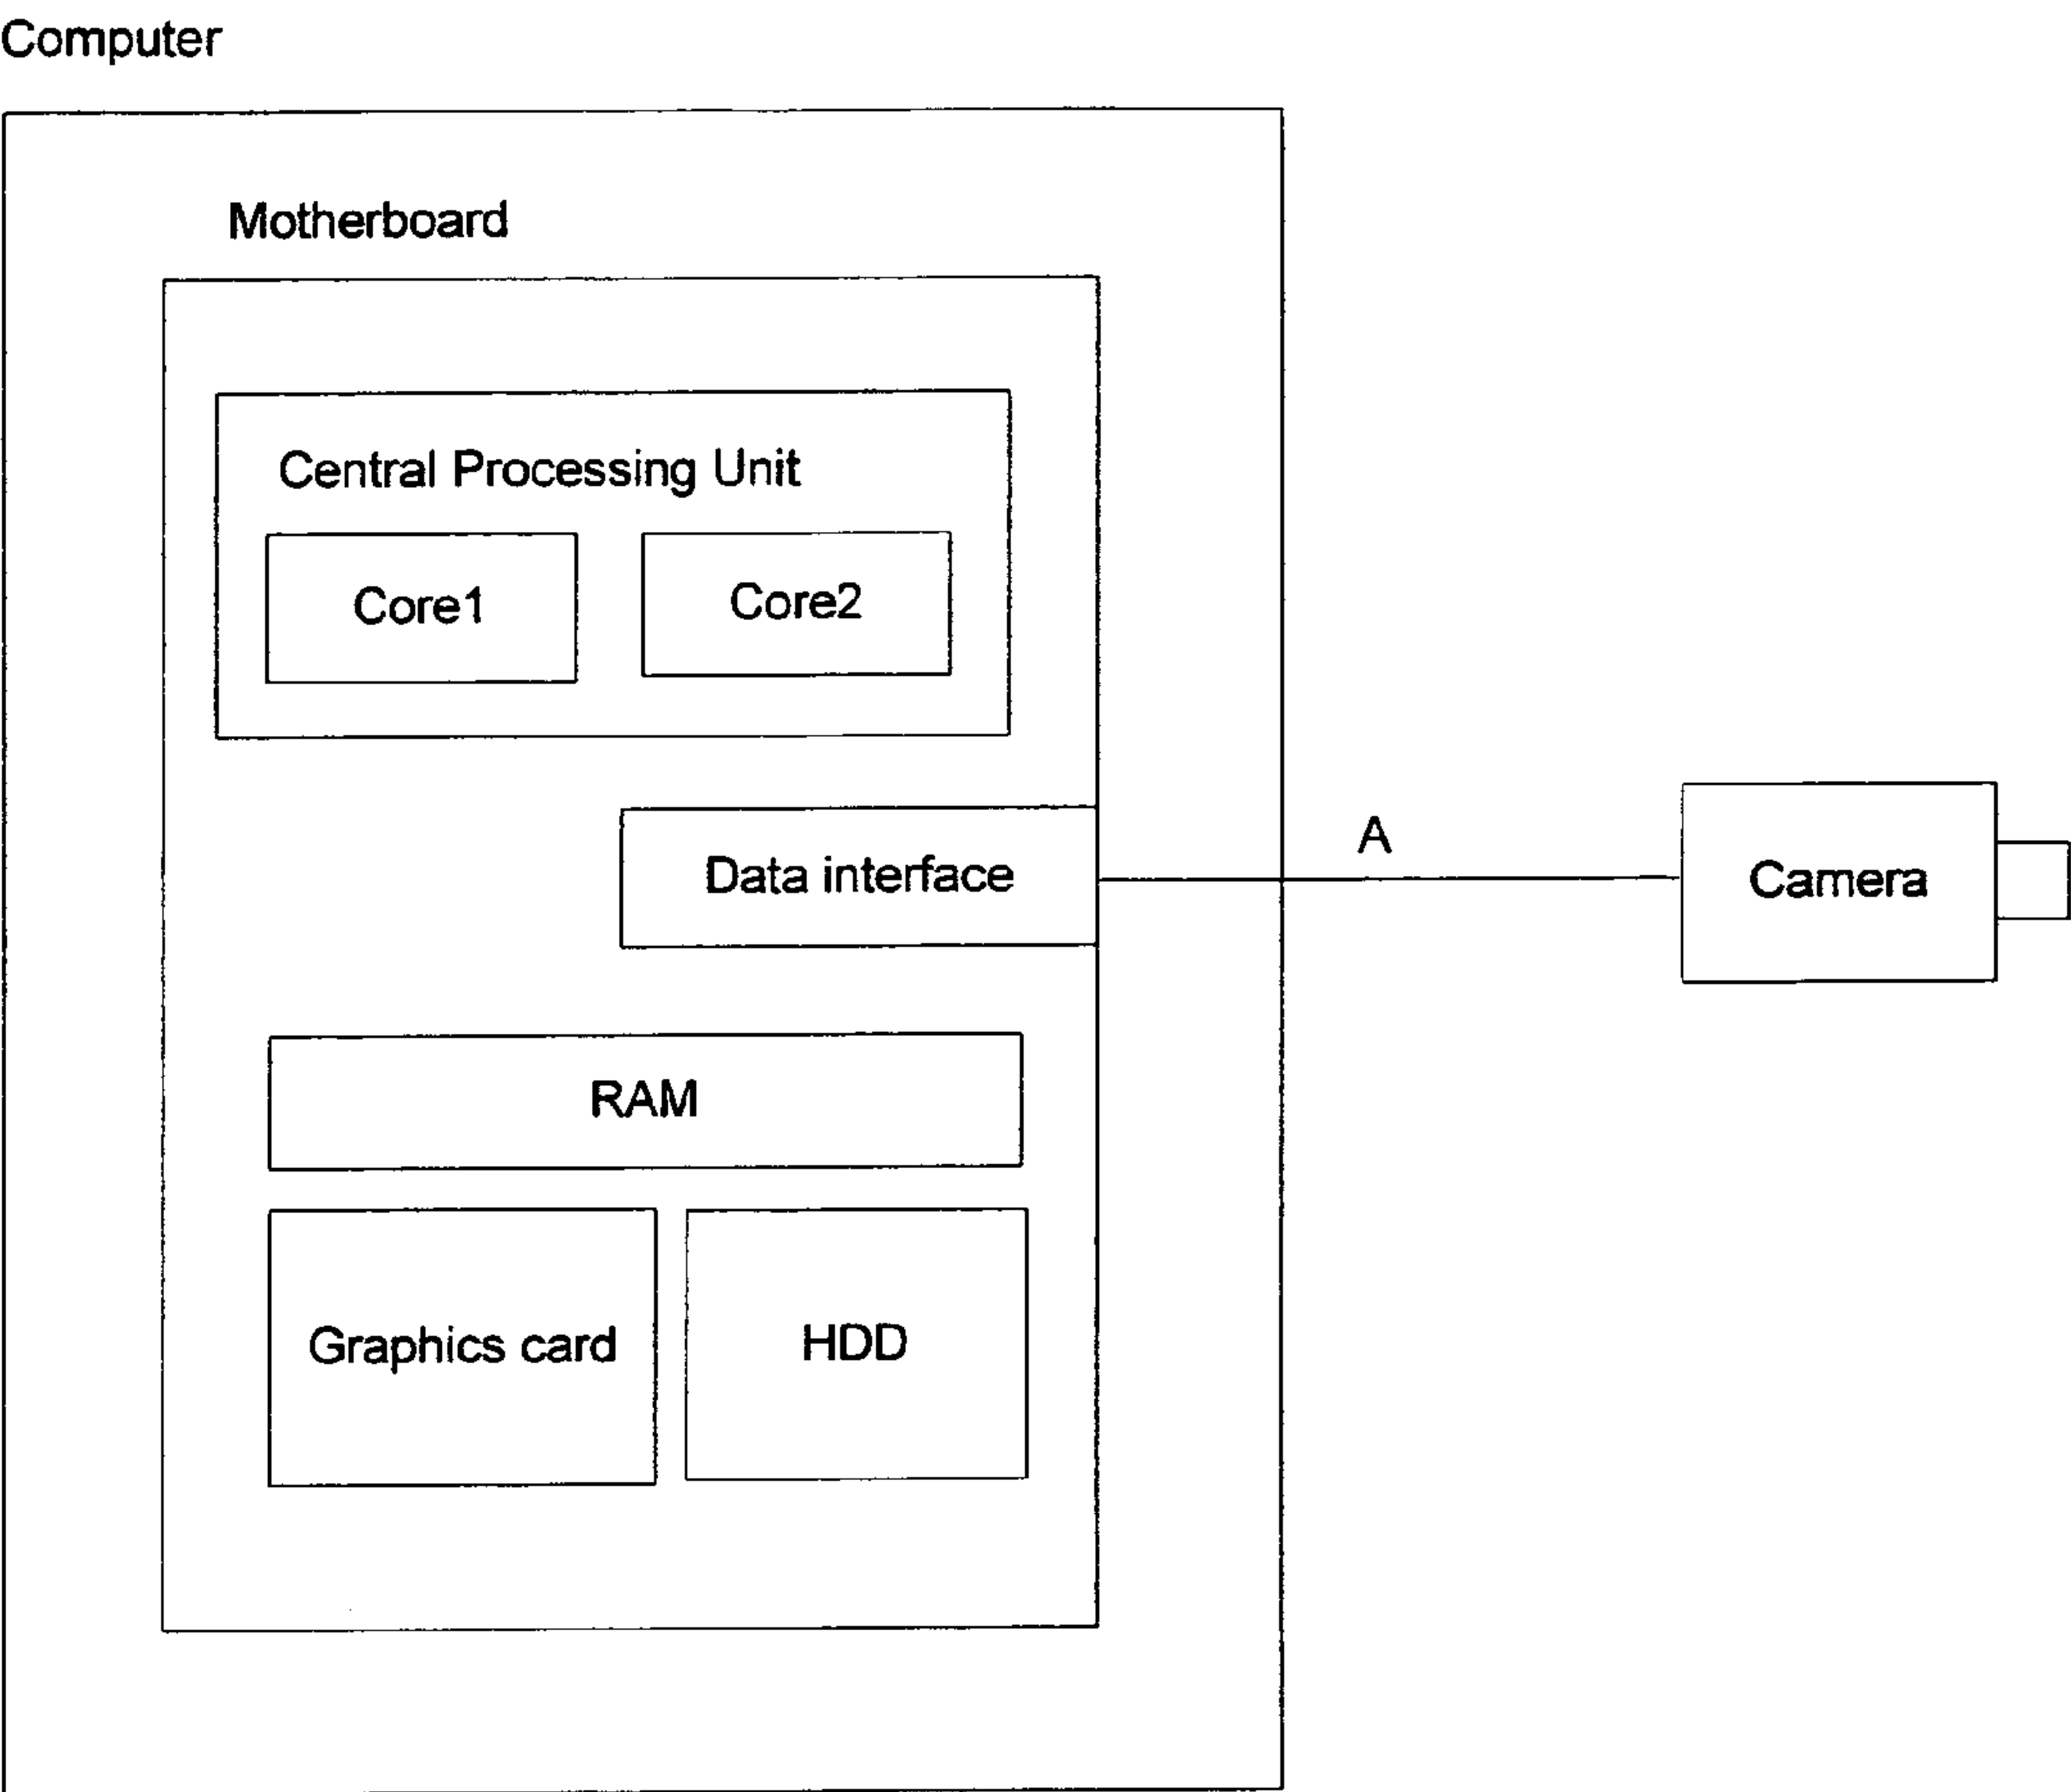 Computer
Motherboard
Central Processing Unit
Core1
Core2
Data interface
A
Camera
RAM
Graphics card
HDD